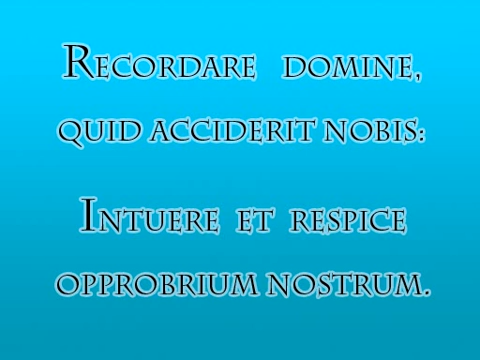 Recordare domine,
quid acciderit nobis:
Intuere et respice
opprobrium nostrum.